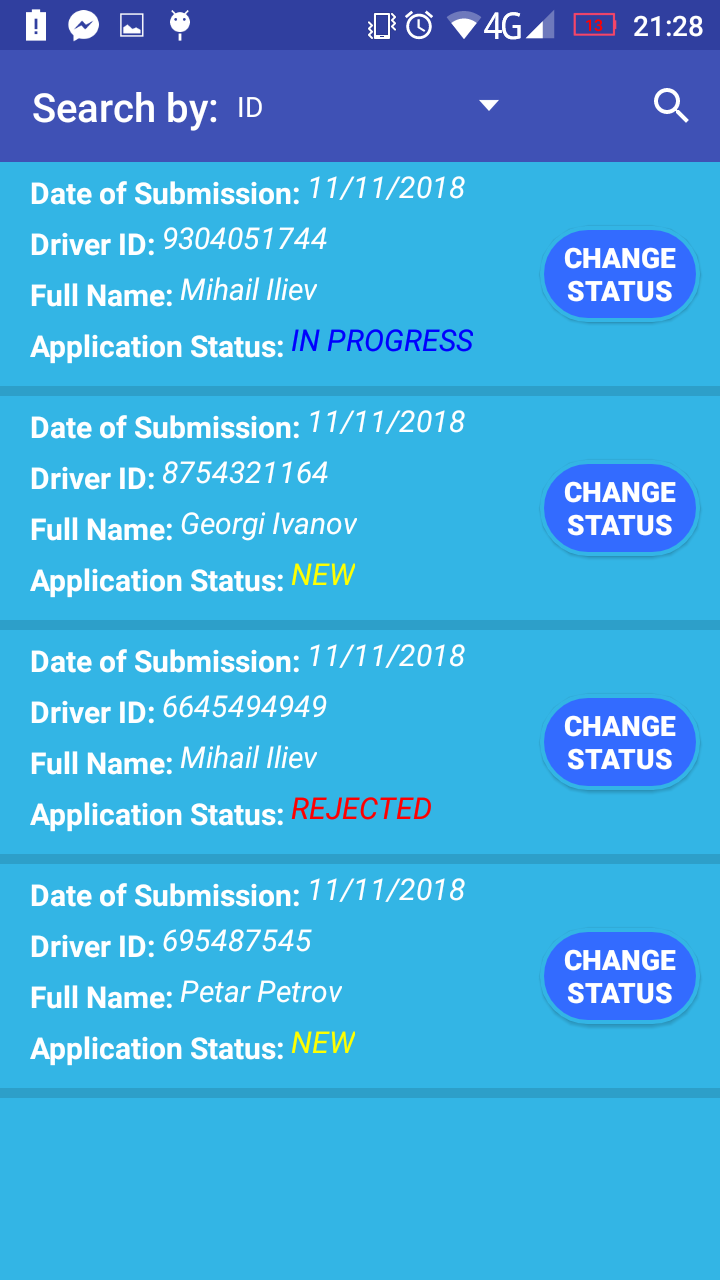 4G 13 21:28
Search by: ID
Date of Submission: 11/11/2018
Driver ID: 9304051744
Full Name: Mihail Iliev
Application Status: IN PROGRESS
CHANGE
STATUS
Date of Submission: 11/11/2018
Driver ID: 8754321164
Full Name: Georgi Ivanov
Application Status: NEW
CHANGE
STATUS
Date of Submission: 11/11/2018
Driver ID: 6645494949
Full Name: Mihail Iliev
Application Status: REJECTED
CHANGE
STATUS
Date of Submission: 11/11/2018
Driver ID: 695487545
Full Name: Petar Petrov
Application Status: NEW
CHANGE
STATUS